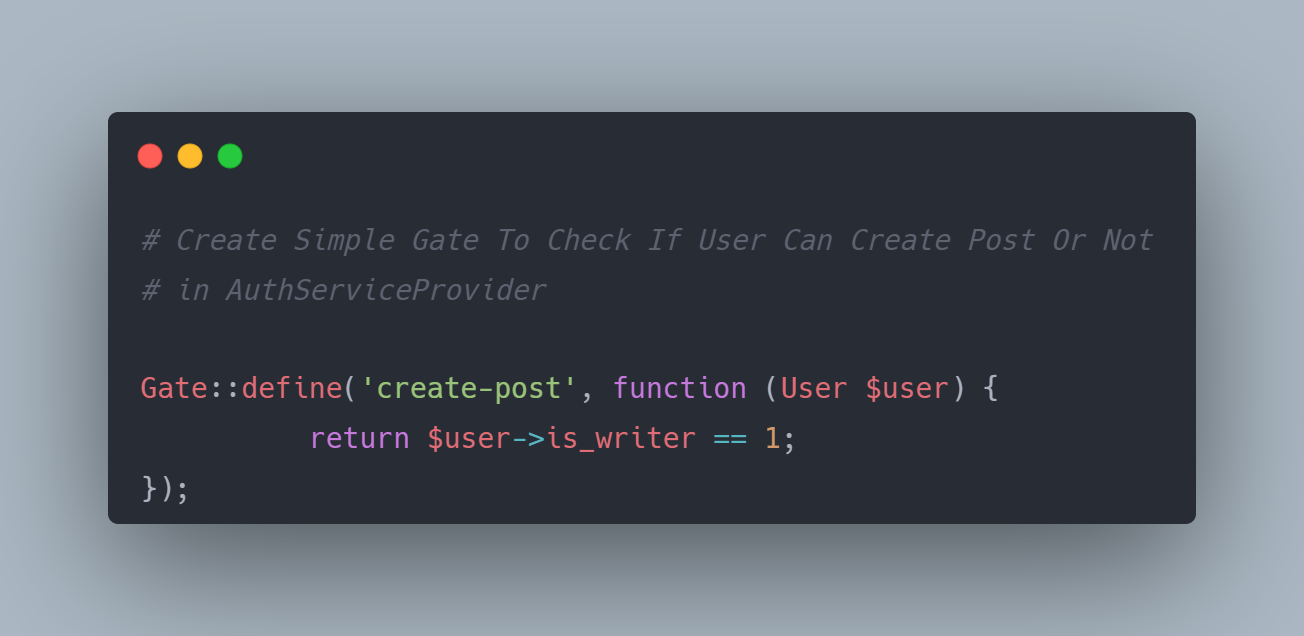 # Create Simple Gate To Check If User Can Create Post Or Not
# in AuthServiceProvider
Gate::define('create-post', function (User $user) {
return $user->is_writer == 1;
});